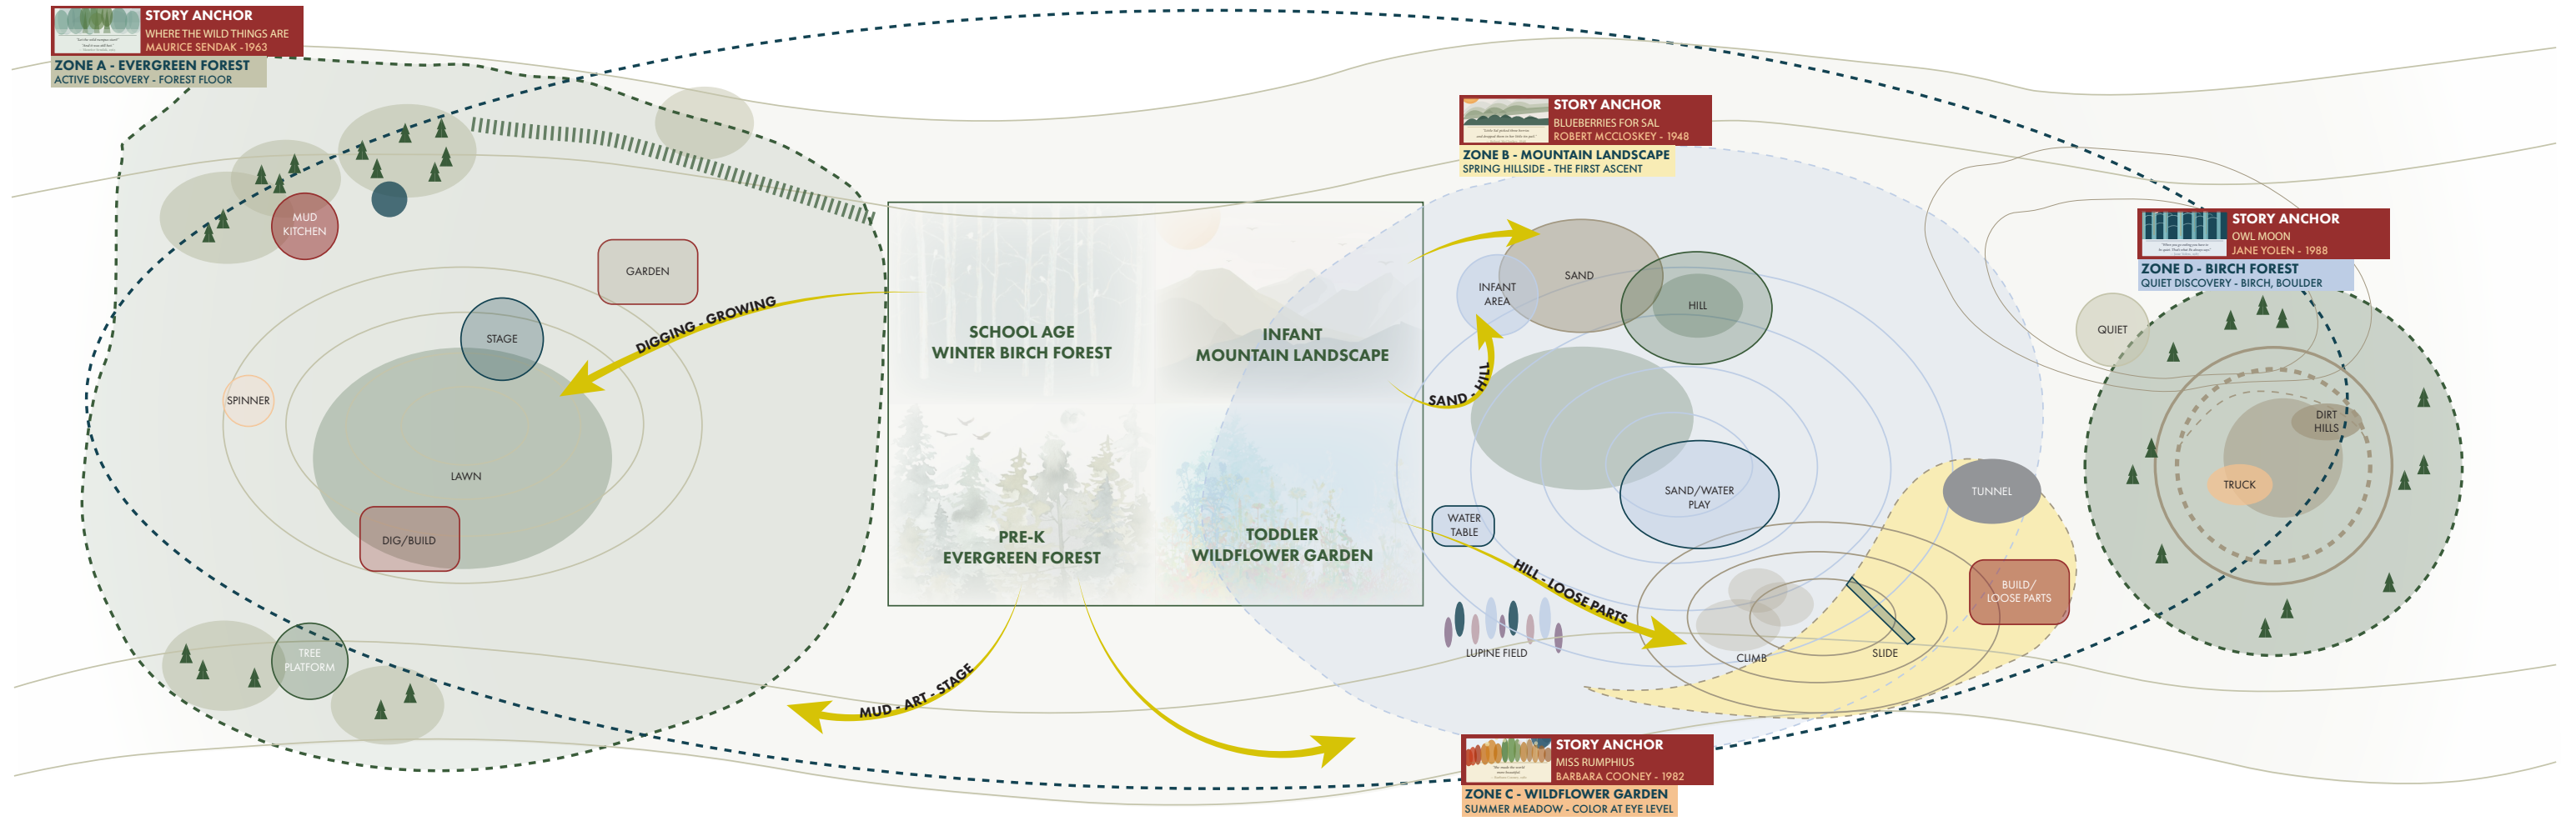 STORY ANCHOR
WHERE THE WILD THINGS ARE
MAURICE SENDAK -1963
ZONE A - EVERGREEN FOREST
ACTIVE DISCOVERY - FOREST FLOOR
MUD
KITCHEN
GARDEN
STAGE
DIGGING - GROWING
SPINNER
LAWN
DIG/BUILD
TREE
PLATFORM
SCHOOL AGE
WINTER BIRCH FOREST
INFANT
MOUNTAIN LANDSCAPE
PRE-K
EVERGREEN FOREST
TODDLER
WILDFLOWER GARDEN
MUD - ART - STAGE
STORY ANCHOR
BLUEBERRIES FOR SAL
ROBERT MCCLOSKEY - 1948
ZONE B - MOUNTAIN LANDSCAPE
SPRING HILLSIDE - THE FIRST ASCENT
SAND
INFANT
AREA
HILL
SAND - HILL
SAND/WATER
PLAY
WATER
TABLE
HILL - LOOSE PARTS
LUPINE FIELD
CLIMB
SLIDE
TUNNEL
BUILD/
LOOSE PARTS
STORY ANCHOR
MISS RUMPHIUS
BARBARA COONEY - 1982
ZONE C - WILDFLOWER GARDEN
SUMMER MEADOW - COLOR AT EYE LEVEL
STORY ANCHOR
OWL MOON
JANE YOLEN - 1988
ZONE D - BIRCH FOREST
QUIET DISCOVERY - BIRCH, BOULDER
QUIET
DIRT
HILLS
TRUCK